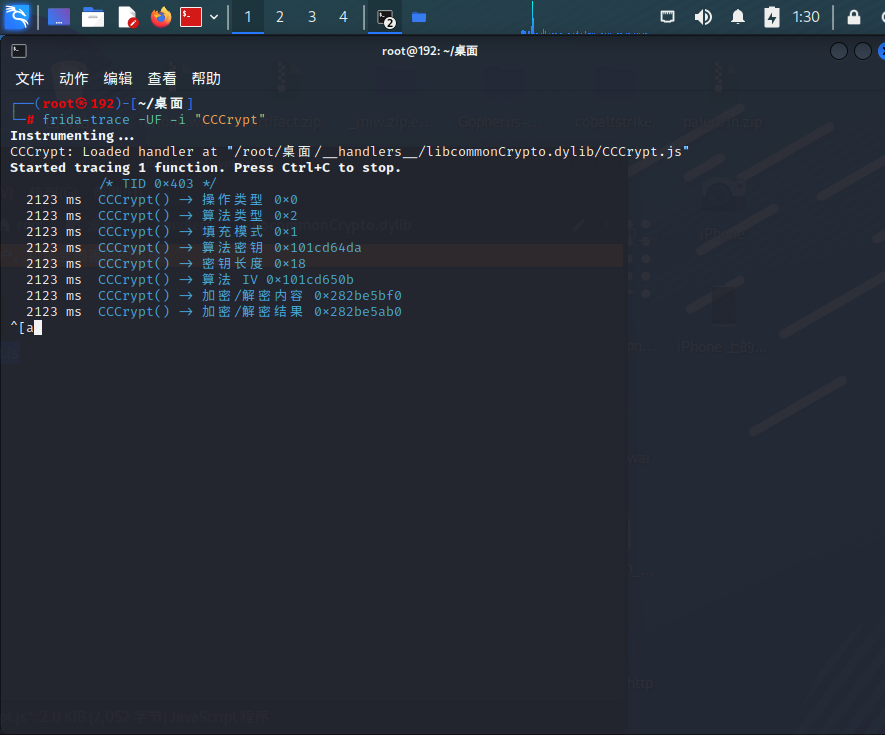 1 2 3 4 2 1:30
root@192: ~/桌面
文件 动作 编辑 查看 帮助
┌──(root㉿192)-[~/桌面]
└─# frida-trace -UF -i "CCCrypt"
Instrumenting...
CCCrypt: Loaded handler at "/root/桌面/__handlers__/libcommonCrypto.dylib/CCCrypt.js"
Started tracing 1 function. Press Ctrl+C to stop.
/* TID 0×403 */
2123 ms CCCrypt() → 操作类型 0×0
2123 ms CCCrypt() → 算法类型 0×2
2123 ms CCCrypt() → 填充模式 0×1
2123 ms CCCrypt() → 算法密钥 0×101cd64da
2123 ms CCCrypt() → 密钥长度 0×18
2123 ms CCCrypt() → 算法 IV 0×101cd650b
2123 ms CCCrypt() → 加密/解密内容 0×282be5bf0
2123 ms CCCrypt() → 加密/解密结果 0×282be5ab0
^[a
iPhone
iPhone 上的...